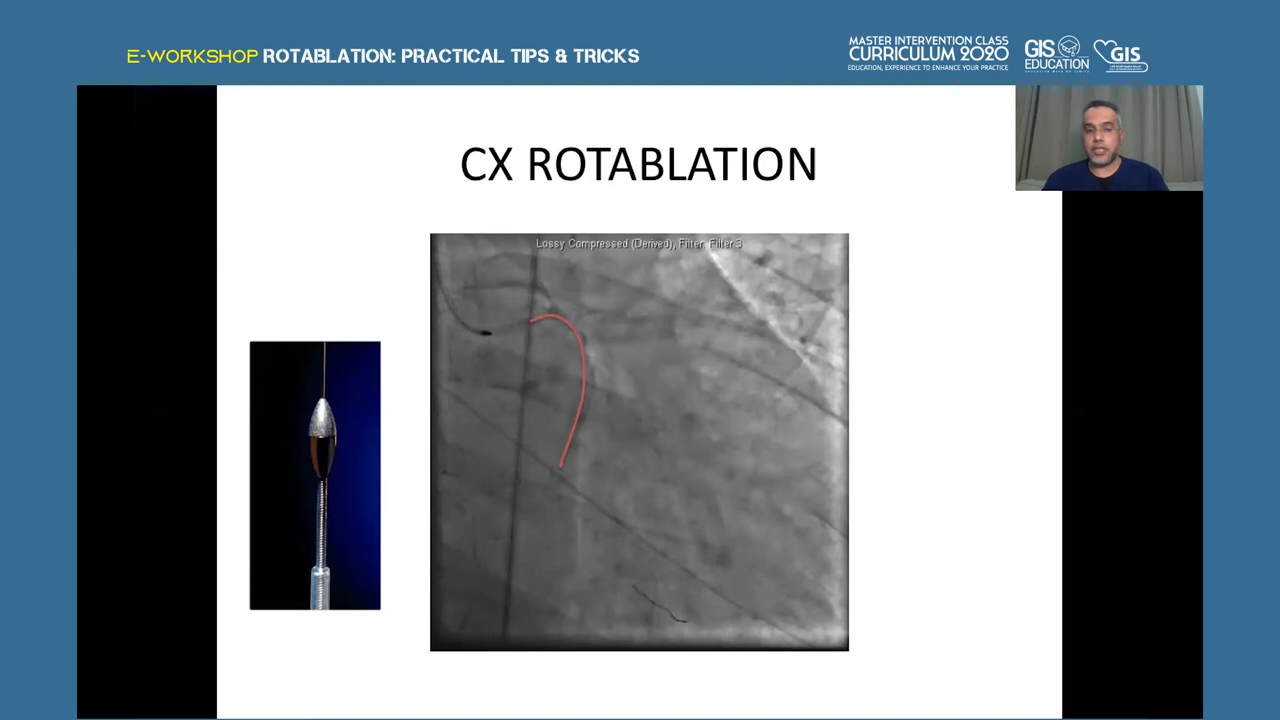 E-WORKSHOP ROTABLATION: PRACTICAL TIPS & TRICKS
MASTER INTERVENTION CLASS
CURRICULUM 2020
EDUCATION, EXPERIENCE TO ENHANCE YOUR PRACTICE
GIS
EDUCATION
GIS
CX ROTABLATION
Lossy Compressed (Derived), Filter: Filter 3